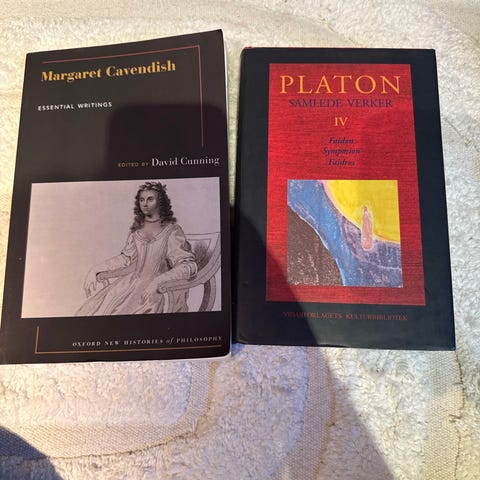 Margaret Cavendish
ESSENTIAL WRITINGS
EDITED BY David Cunning
OXFORD NEW HISTORIES of PHILOSOPHY
PLATON
SAMLEDE VERKER
IV
Faidon
Symposion
Faidros
VIDARFORLAGETS KULTURBIBLIOTEK